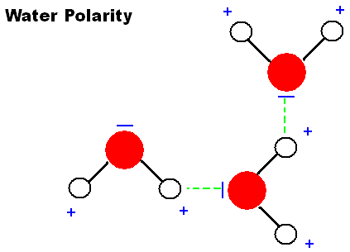 Water Polarity
+ +
+
+ +
+